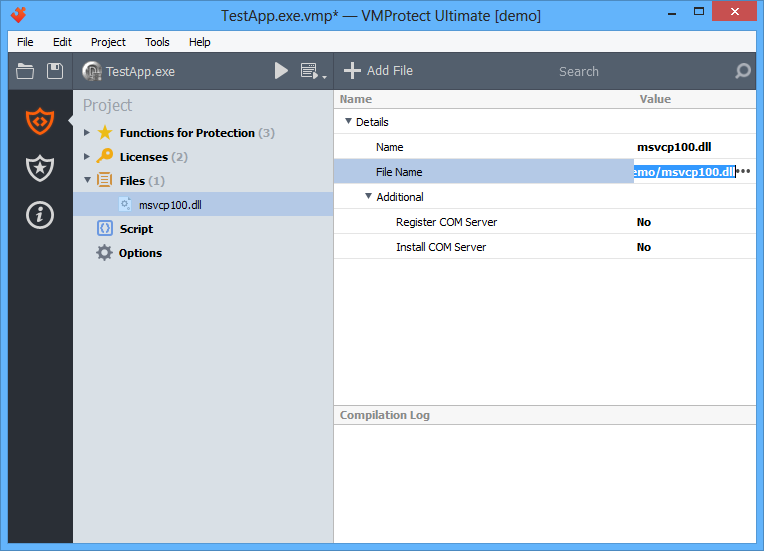 TestApp.exe.vmp* — VMProtect Ultimate [demo]
File Edit Project Tools Help
TestApp.exe
Add File
Search
Project
Functions for Protection (3)
Licenses (2)
Files (1)
msvcp100.dll
Script
Options
Name Value
Details
Name msvcp100.dll
File Name emo/msvcp100.dll
Additional
Register COM Server No
Install COM Server No
Compilation Log